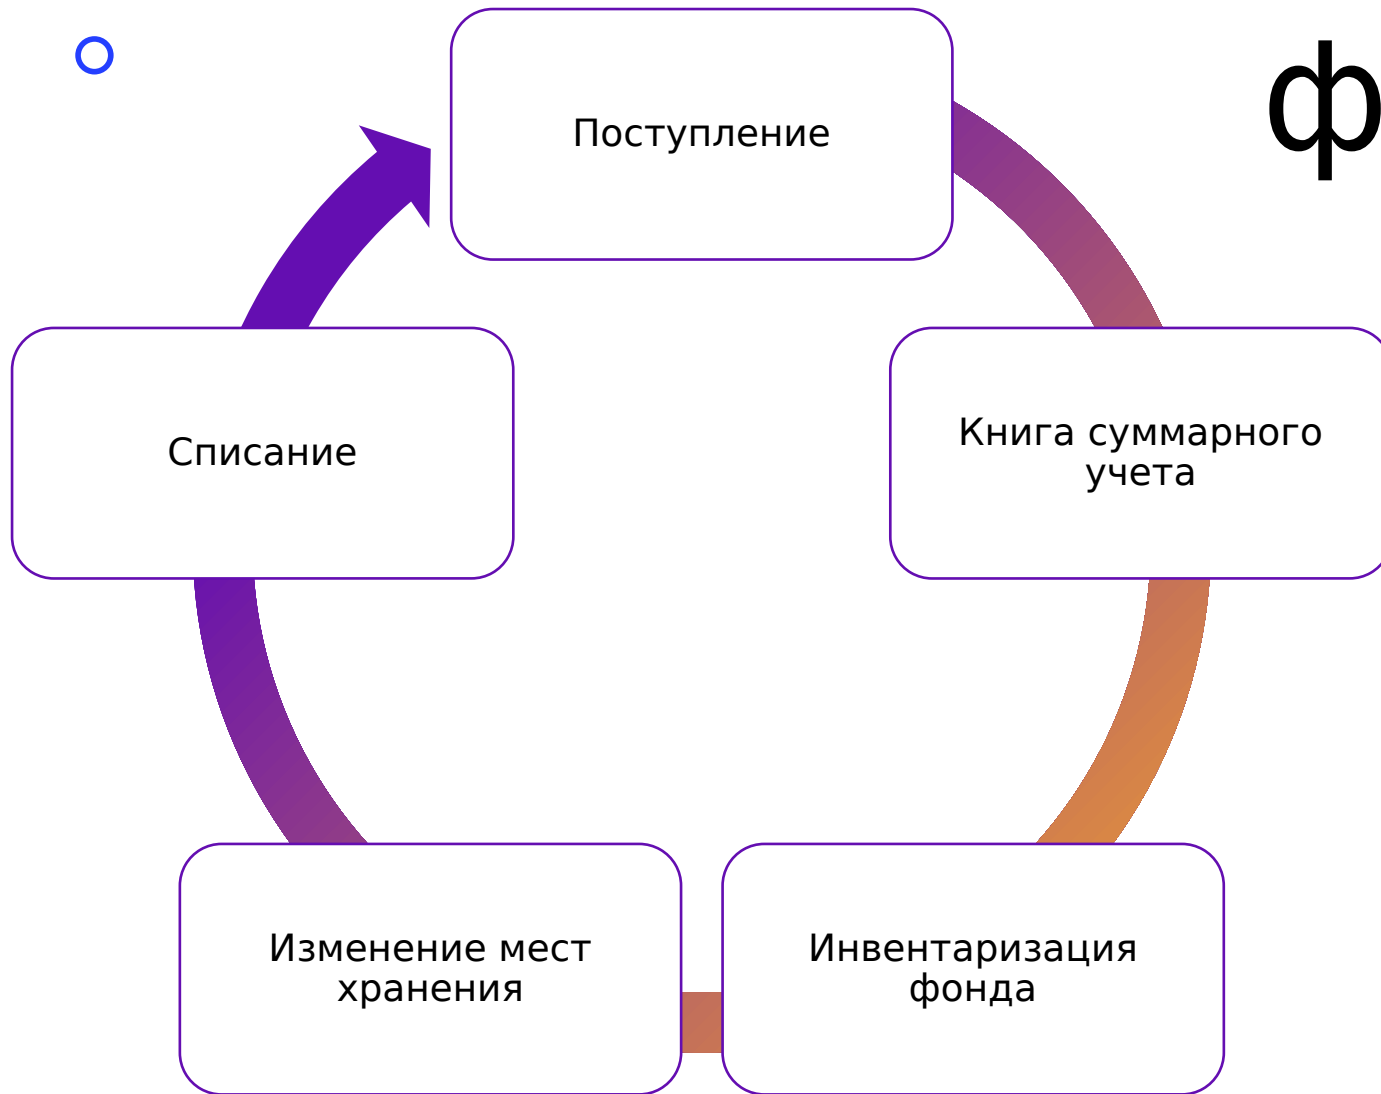 ф
Поступление
Книга суммарного
учета
Инвентаризация
фонда
Изменение мест
хранения
Списание